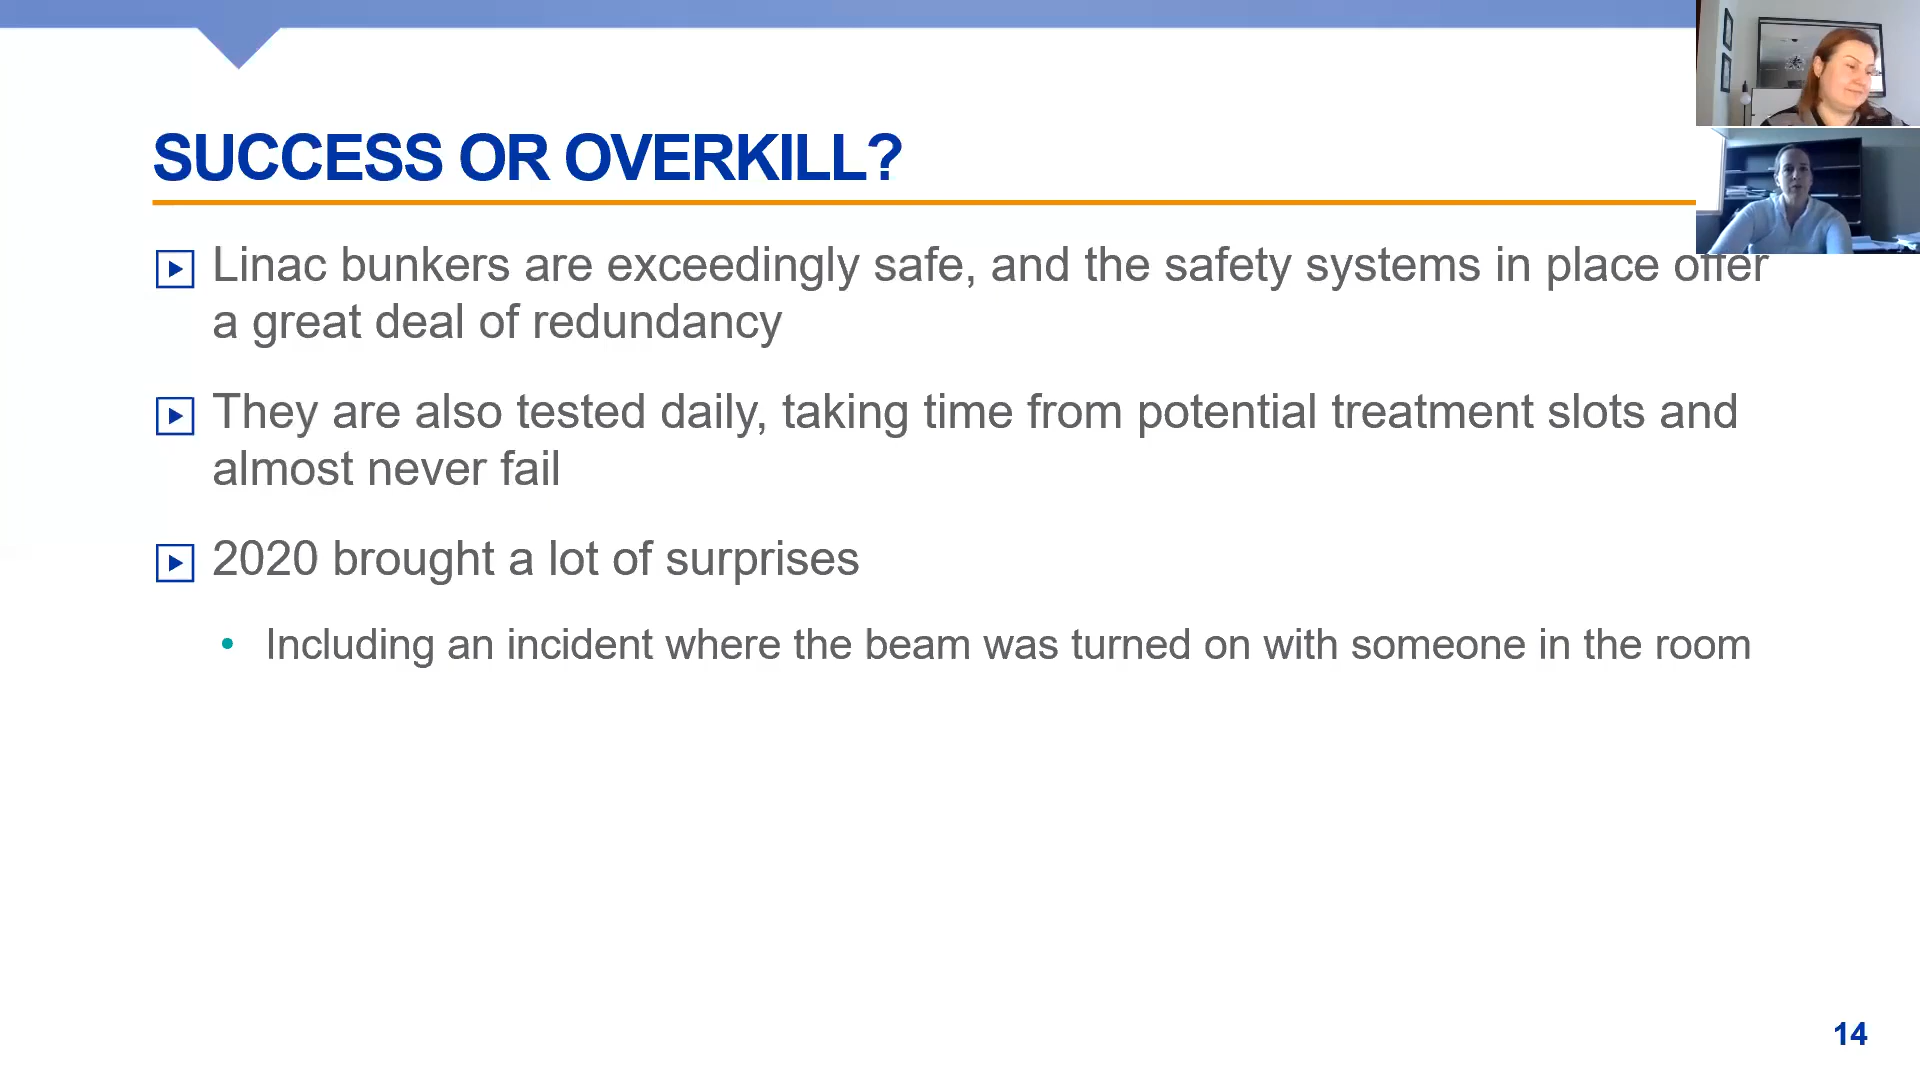 SUCCESS OR OVERKILL?
Linac bunkers are exceedingly safe, and the safety systems in place offer
a great deal of redundancy
They are also tested daily, taking time from potential treatment slots and
almost never fail
2020 brought a lot of surprises
• Including an incident where the beam was turned on with someone in the room
14